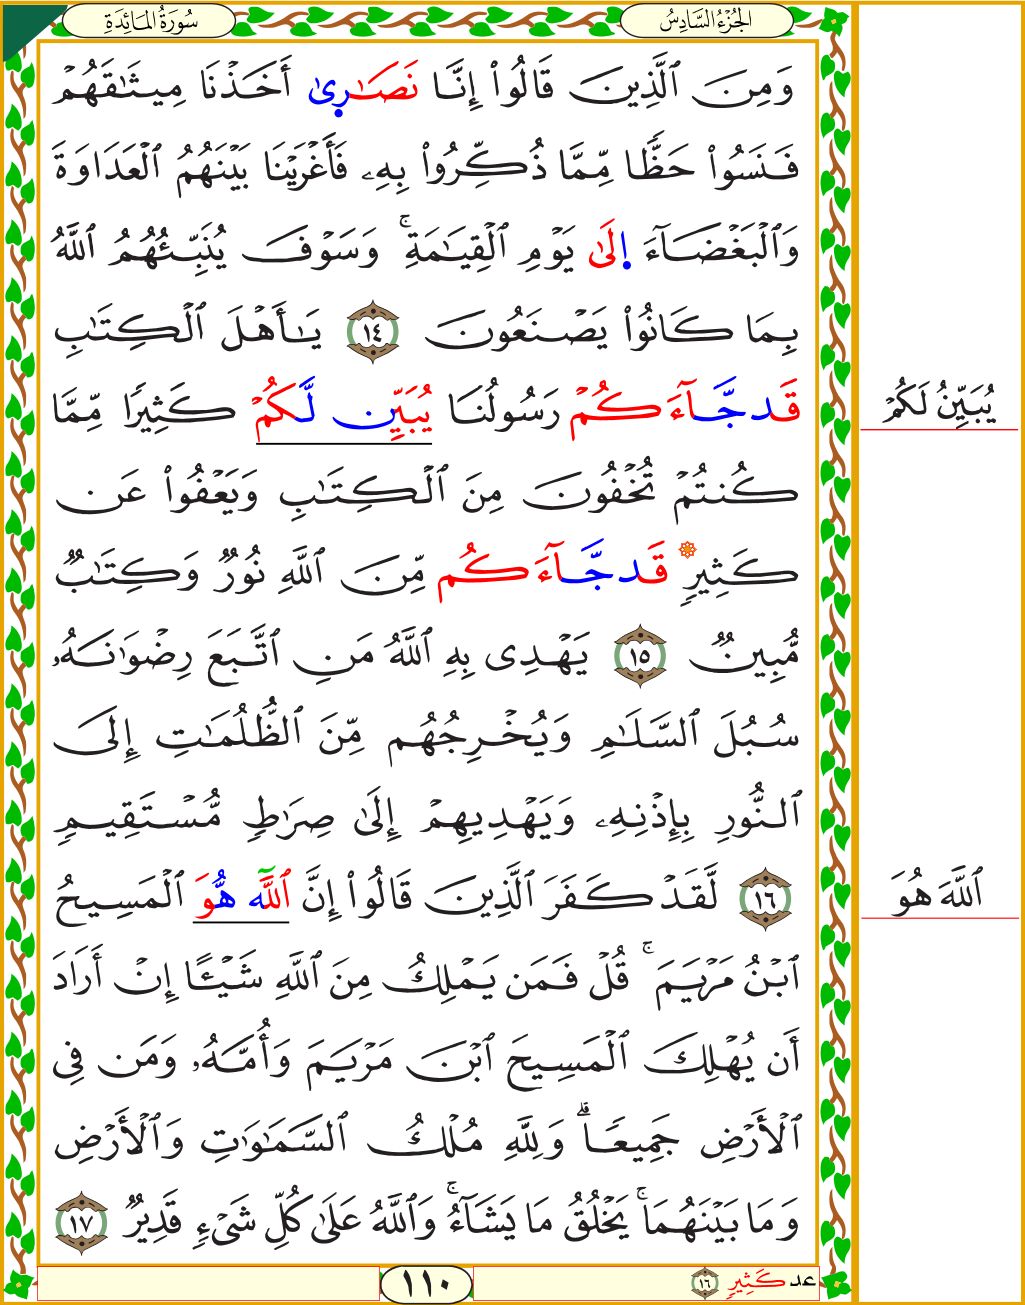 سُورَةُ المَائِدَةِ
الجُزْءُ السَّادِسُ
وَمِنَ ٱلَّذِينَ قَالُوٓا۟ إِنَّا نَصَـٰرِىٰ أَخَذْنَا مِيثَـٰقَهُمْ
فَنَسُوا۟ حَظًّا مِّمَّا ذُكِّرُوا۟ بِهِۦ فَأَغْرَيْنَا بَيْنَهُمُ ٱلْعَدَاوَةَ
وَٱلْبَغْضَآءَ إِلَىٰ يَوْمِ ٱلْقِيَـٰمَةِ ۚ وَسَوْفَ يُنَبِّئُهُمُ ٱللَّهُ
بِمَا كَانُوا۟ يَصْنَعُونَ ١٤ يَـٰأَهْلَ ٱلْكِتَـٰبِ
قَد جَّآءَكُمْ رَسُولُنَا يُبَيِّن لَّكُمْ كَثِيرًا مِّمَّا
يُبَيِّنُ لَكُمْ
كُنتُمْ تُخْفُونَ مِنَ ٱلْكِتَـٰبِ وَيَعْفُوا۟ عَن
كَثِيرٍ قَد جَّآءَكُم مِّنَ ٱللَّهِ نُورٌ وَكِتَـٰبٌ
مُّبِينٌ ١٥ يَهْدِى بِهِ ٱللَّهُ مَنِ ٱتَّبَعَ رِضْوَٰنَهُۥ
سُبُلَ ٱلسَّلَـٰمِ وَيُخْرِجُهُم مِّنَ ٱلظُّلُمَـٰتِ إِلَى
ٱلنُّورِ بِإِذْنِهِۦ وَيَهْدِيهِمْ إِلَىٰ صِرَٰطٍ مُّسْتَقِيمٍ
١٦ لَّقَدْ كَفَرَ ٱلَّذِينَ قَالُوٓا۟ إِنَّ ٱللَّه هُّوَ ٱلْمَسِيحُ
ٱللَّهَ هُوَ
ٱبْنُ مَرْيَمَ ۚ قُلْ فَمَن يَمْلِكُ مِنَ ٱللَّهِ شَيْـًٔا إِنْ أَرَادَ
أَن يُهْلِكَ ٱلْمَسِيحَ ٱبْنَ مَرْيَمَ وَأُمَّهُۥ وَمَن فِى
ٱلْأَرْضِ جَمِيعًا ۗ وَلِلَّهِ مُلْكُ ٱلسَّمَـٰوَٰتِ وَٱلْأَرْضِ
وَمَا بَيْنَهُمَا ۚ يَخْلُقُ مَا يَشَآءُ ۚ وَٱللَّهُ عَلَىٰ كُلِّ شَىْءٍ قَدِيرٌ ١٧
عد كَثِيرٍ ١٦
١١٠